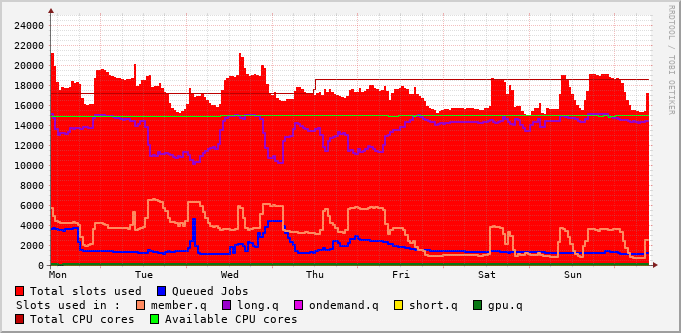 24000
22000
20000
18000
16000
14000
12000
10000
8000
6000
4000
2000
0
Mon Tue Wed Thu Fri Sat Sun
RRDTOOL / TOBI OETIKER
Total slots used Queued Jobs
Slots used in : member.q long.q ondemand.q short.q gpu.q
Total CPU cores Available CPU cores